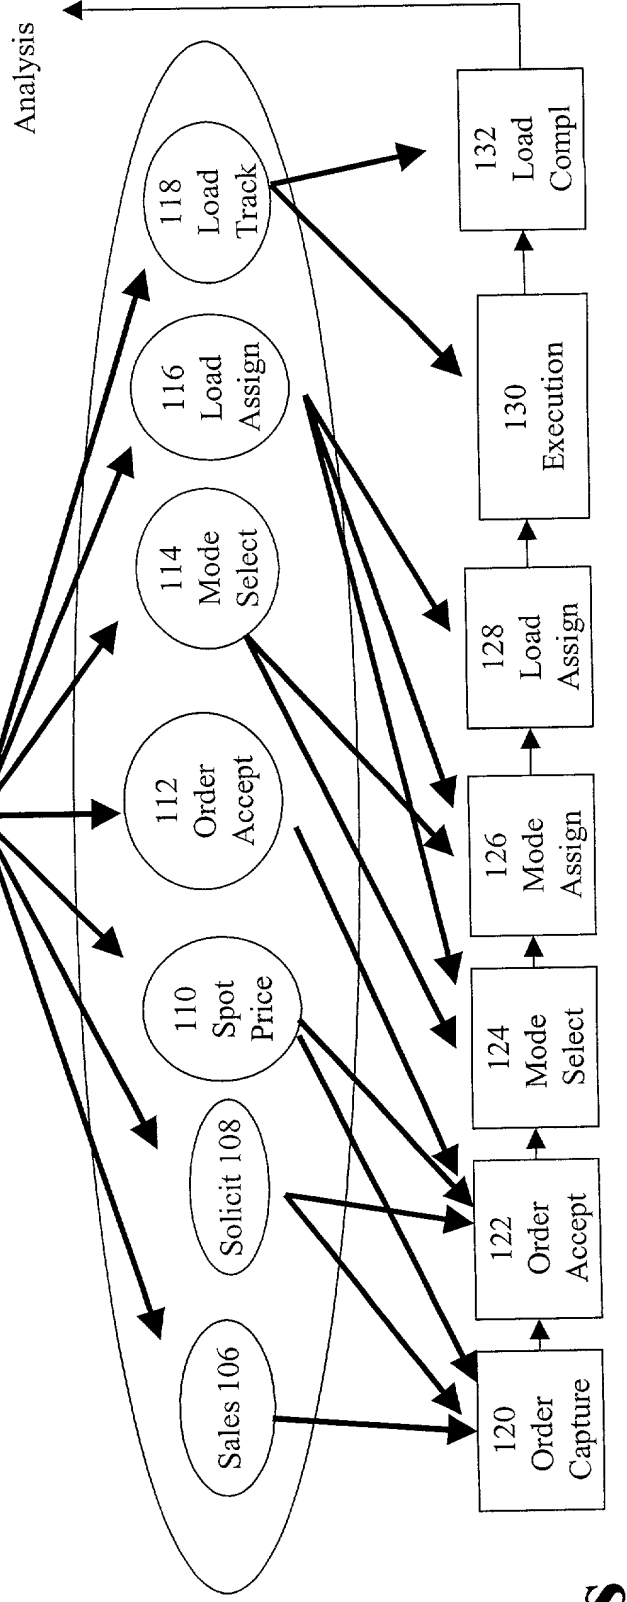 Analysis
Sales 106
Solicit 108
110
Spot
Price
112
Order
Accept
114
Mode
Select
116
Load
Assign
118
Load
Track
120
Order
Capture
122
Order
Accept
124
Mode
Select
126
Mode
Assign
128
Load
Assign
130
Execution
132
Load
Compl
s